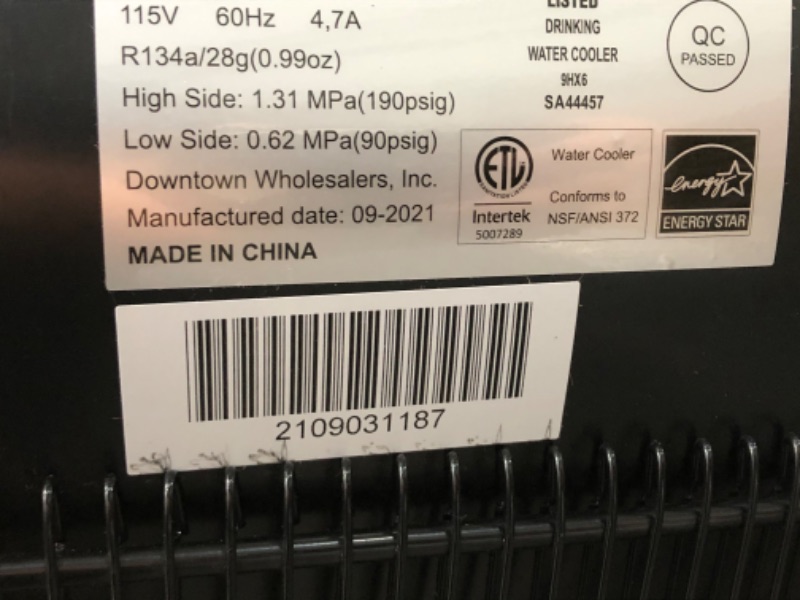 115V 60Hz 4,7A
R134a/28g(0.99oz)
High Side: 1.31 MPa(190psig)
Low Side: 0.62 MPa(90psig)
Downtown Wholesalers, Inc.
Manufactured date: 09-2021
MADE IN CHINA
LISTED
DRINKING
WATER COOLER
9HX6
SA44457
QC
PASSED
ETL
Intertek
5007289
Water Cooler
Conforms to
NSF/ANSI 372
energy
ENERGY STAR
2109031187